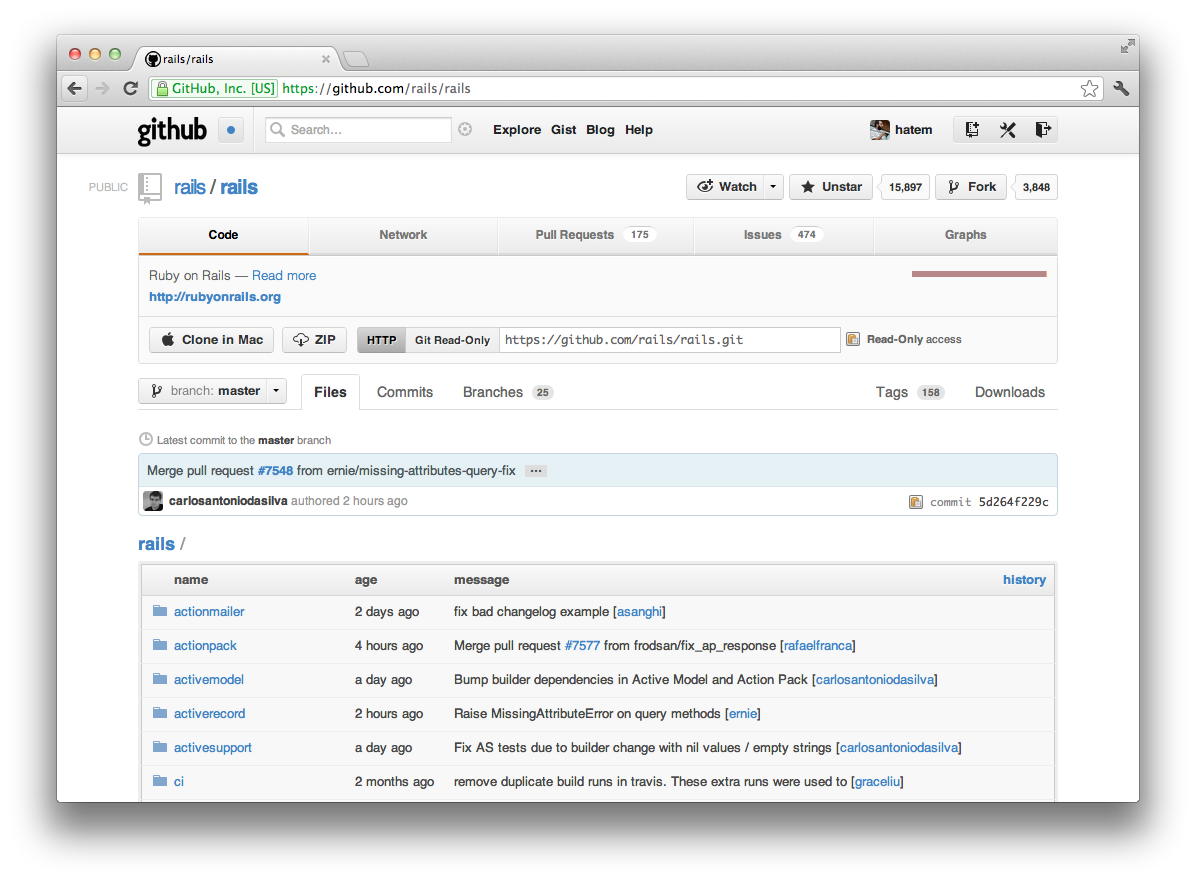 rails/rails
GitHub, Inc. [US] https://github.com/rails/rails
github Search... Explore Gist Blog Help hatem
PUBLIC rails / rails Watch Unstar 15,897 Fork 3,848
Code Network Pull Requests 175 Issues 474 Graphs
Ruby on Rails — Read more
http://rubyonrails.org
Clone in Mac ZIP HTTP Git Read-Only https://github.com/rails/rails.git Read-Only access
branch: master Files Commits Branches 25 Tags 158 Downloads
Latest commit to the master branch
Merge pull request #7548 from ernie/missing-attributes-query-fix ...
carlosantoniodasilva authored 2 hours ago commit 5d264f229c
rails /
name age message history
actionmailer 2 days ago fix bad changelog example [asanghi]
actionpack 4 hours ago Merge pull request #7577 from frodsan/fix_ap_response [rafaelfranca]
activemodel a day ago Bump builder dependencies in Active Model and Action Pack [carlosantoniodasilva]
activerecord 2 hours ago Raise MissingAttributeError on query methods [ernie]
activesupport a day ago Fix AS tests due to builder change with nil values / empty strings [carlosantoniodasilva]
ci 2 months ago remove duplicate build runs in travis. These extra runs were used to [graceliu]